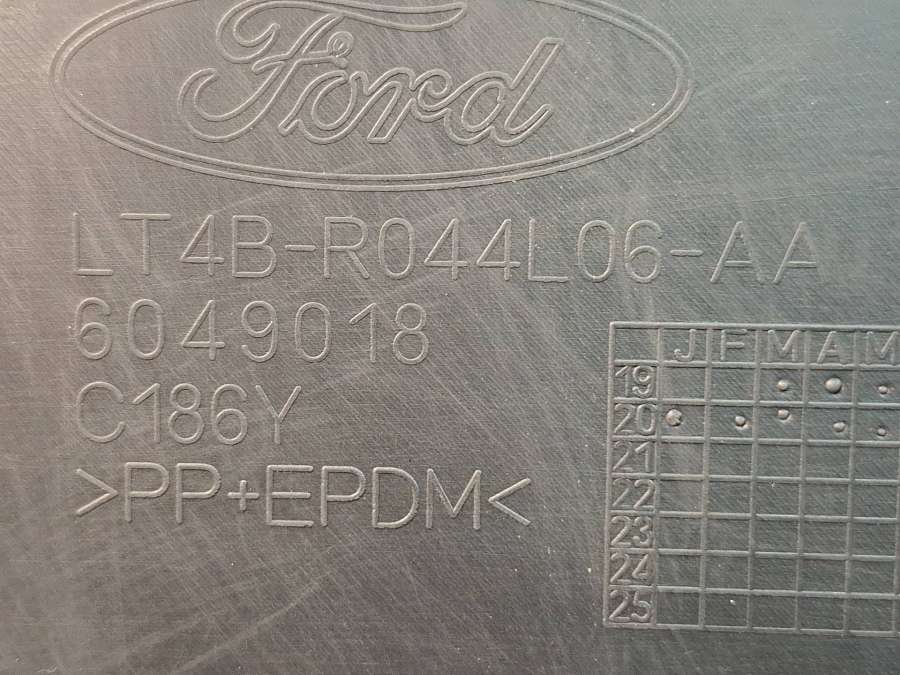 Ford
LT4B-R044L06-AA
6049018
C186Y
>PP+EPDM<
J F M A M
19
20
21
22
23
24
25